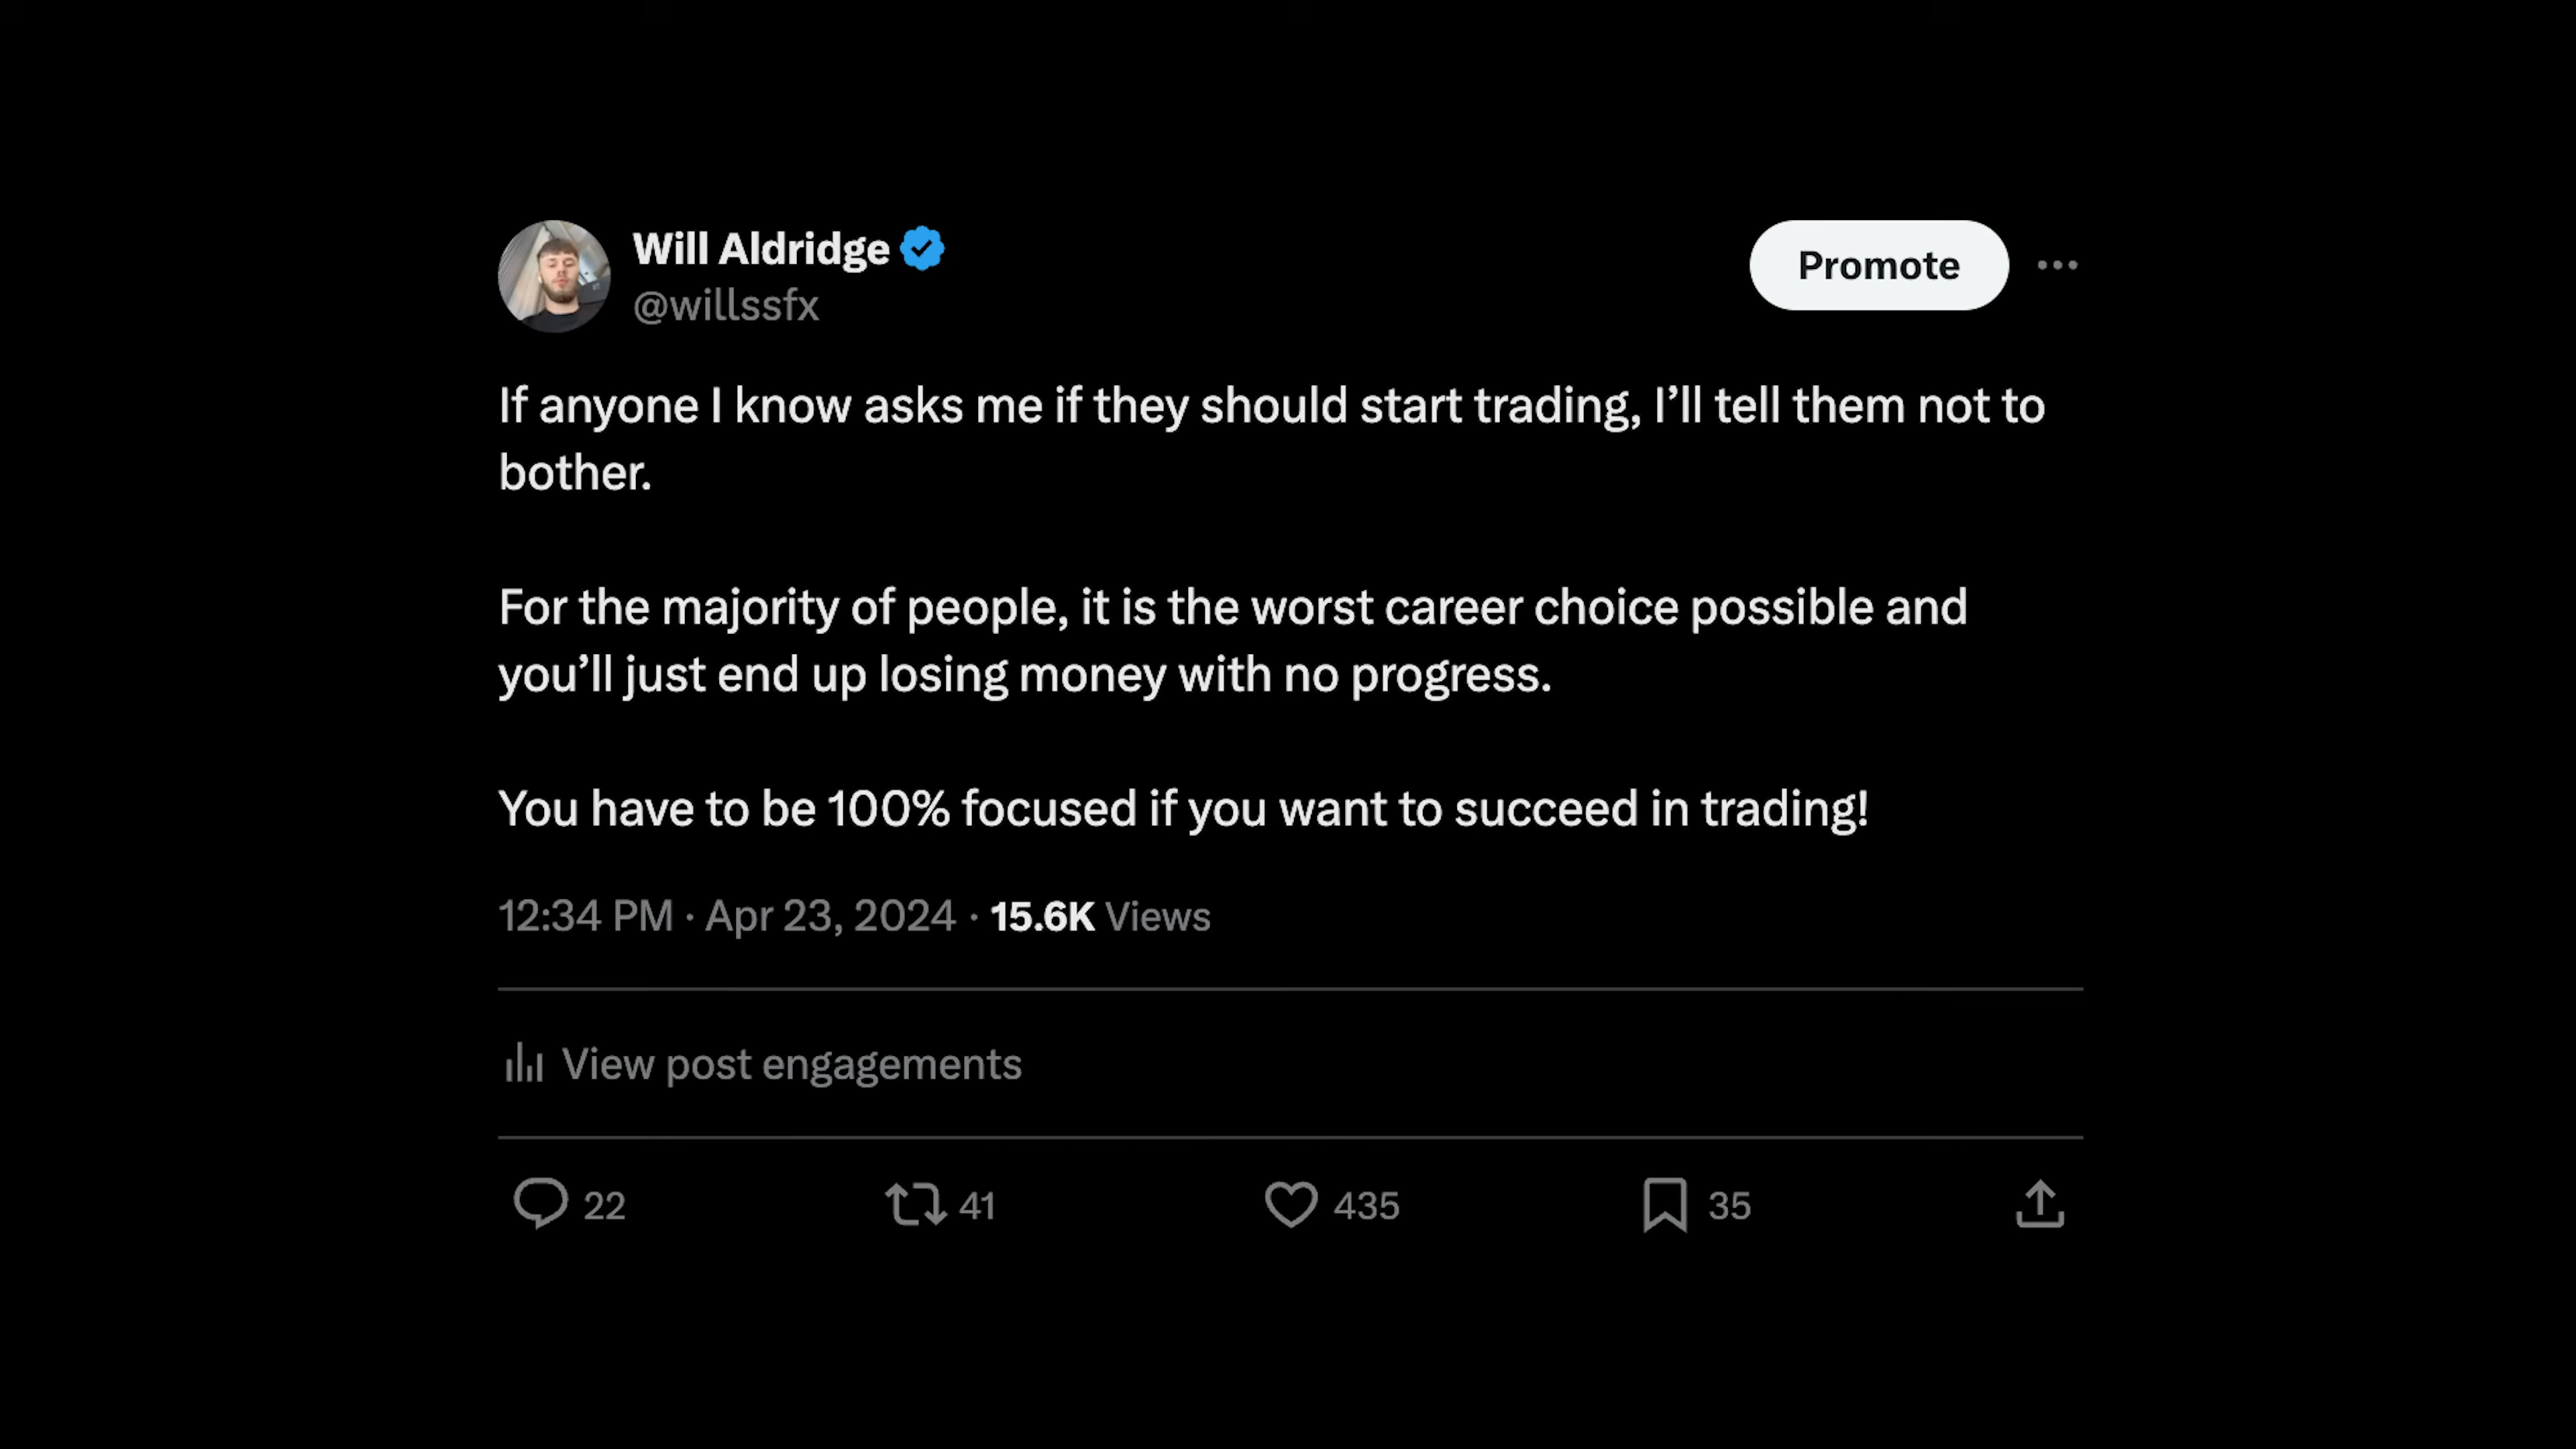 Will Aldridge
@willssfx
Promote
If anyone I know asks me if they should start trading, I’ll tell them not to
bother.
For the majority of people, it is the worst career choice possible and
you’ll just end up losing money with no progress.
You have to be 100% focused if you want to succeed in trading!
12:34 PM · Apr 23, 2024 · 15.6K Views
View post engagements
22 41 435 35